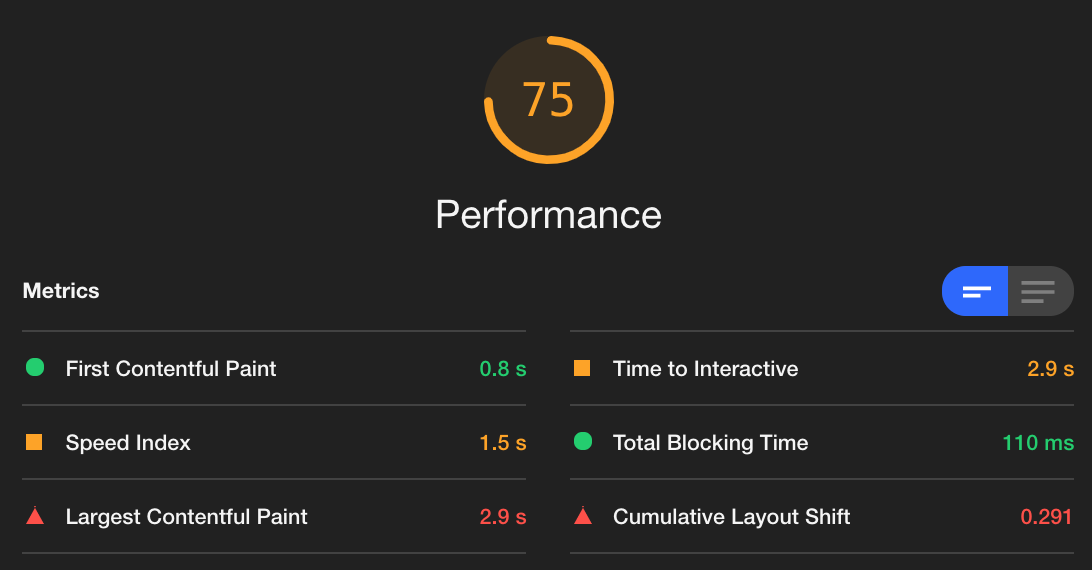 75
Performance
Metrics
First Contentful Paint 0.8 s
Time to Interactive 2.9 s
Speed Index 1.5 s
Total Blocking Time 110 ms
Largest Contentful Paint 2.9 s
Cumulative Layout Shift 0.291